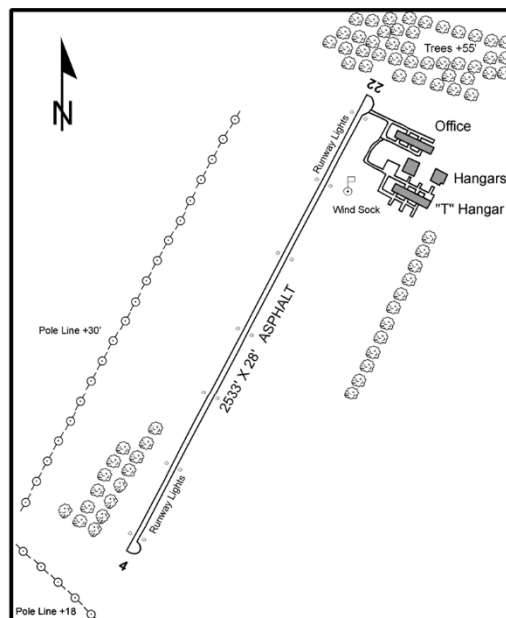 Trees +55'
N
22
Office
Runway Lights
Hangars
Wind Sock
"T" Hangar
2533' X 28' ASPHALT
Pole Line +30'
Runway Lights
4
Pole Line +18